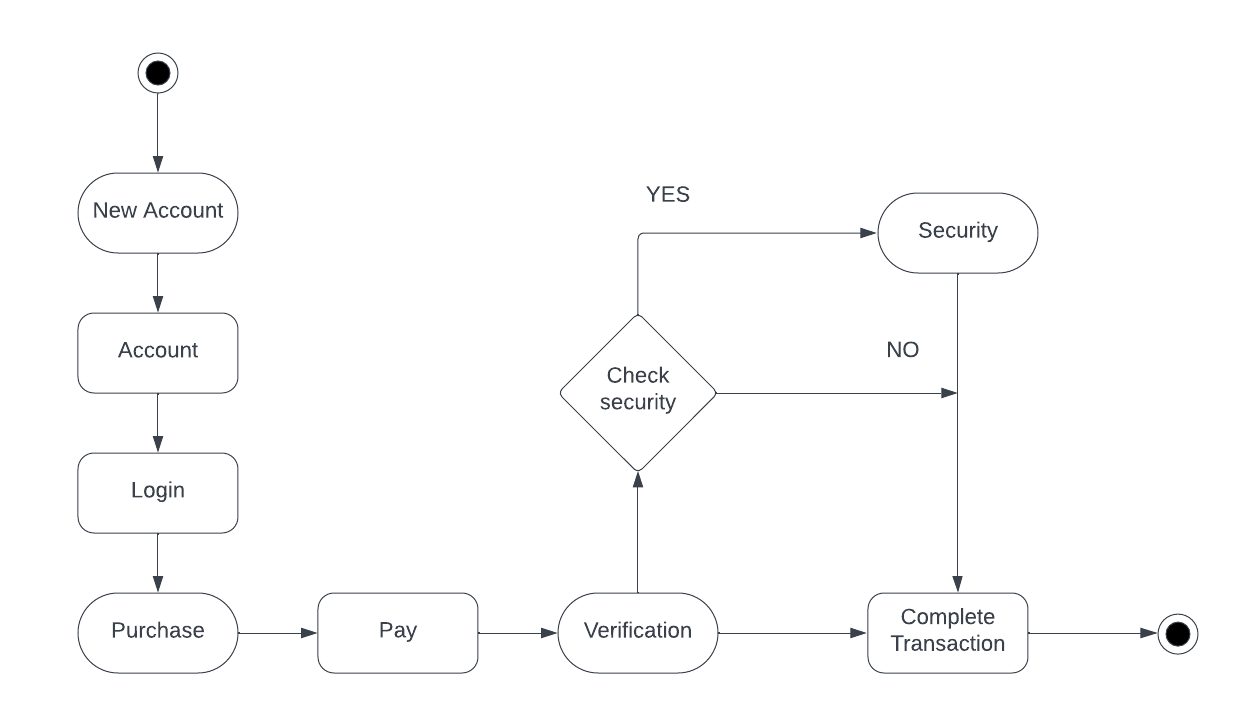 New Account
Account
Login
Purchase
Pay
Verification
Check
security
YES
NO
Security
Complete
Transaction